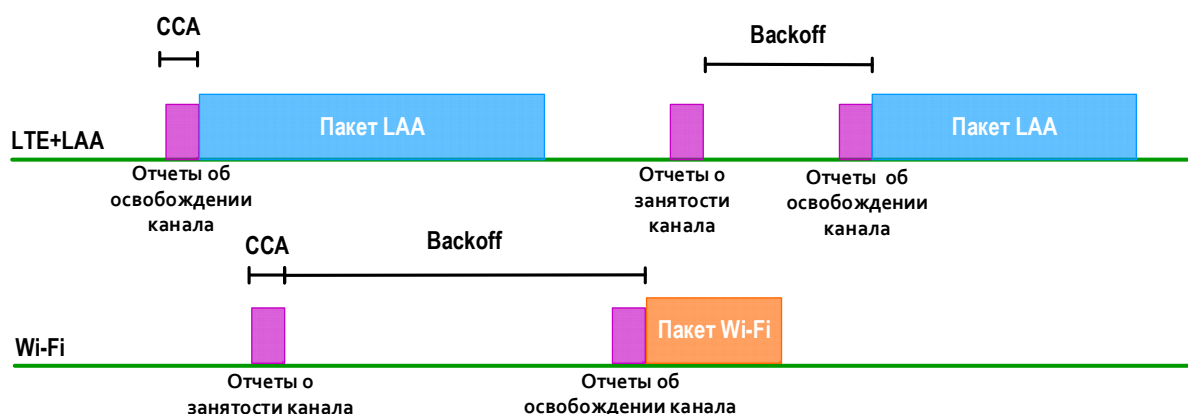 CCA
Backoff
Пакет LAA
Пакет LAA
LTE+LAA
Отчеты об
освобождении
канала
Отчеты о
занятости
канала
Отчеты об
освобождении
канала
CCA
Backoff
Пакет Wi-Fi
Wi-Fi
Отчеты о
занятости канала
Отчеты об
освобождении канала